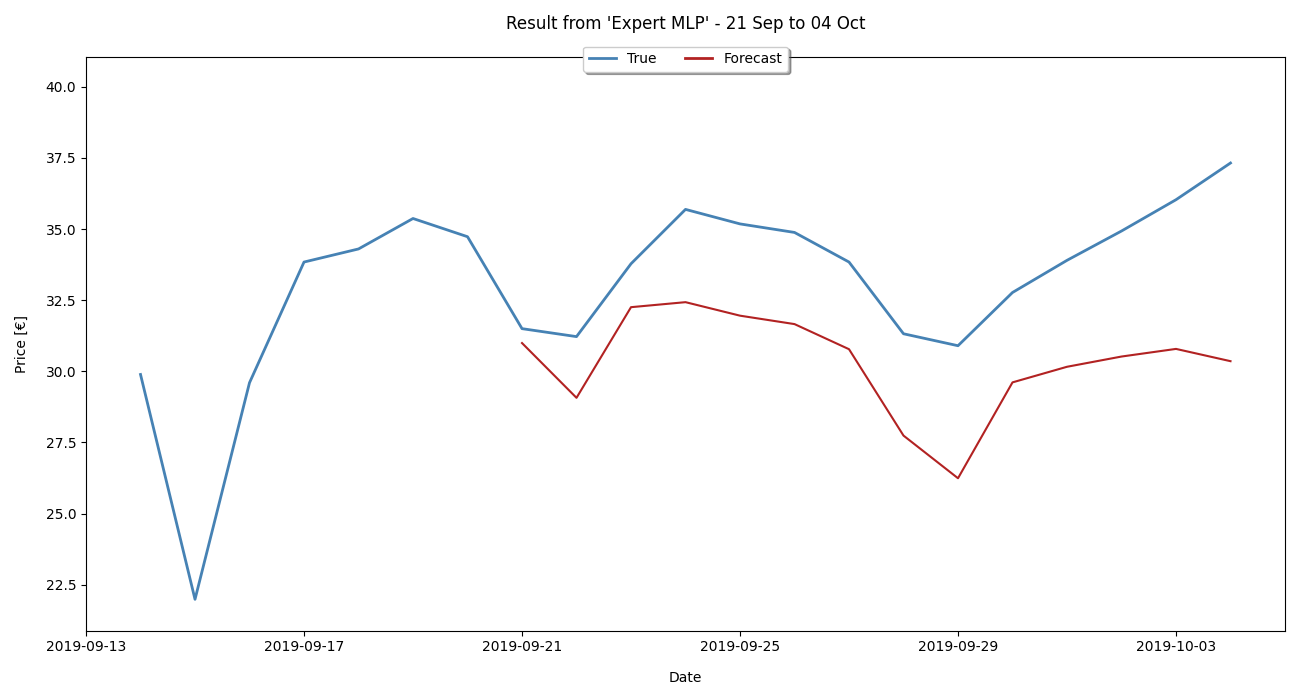 Result from 'Expert MLP' - 21 Sep to 04 Oct
True
Forecast
40.0
37.5
35.0
32.5
30.0
27.5
25.0
22.5
Price [€]
2019-09-13
2019-09-17
2019-09-21
2019-09-25
2019-09-29
2019-10-03
Date